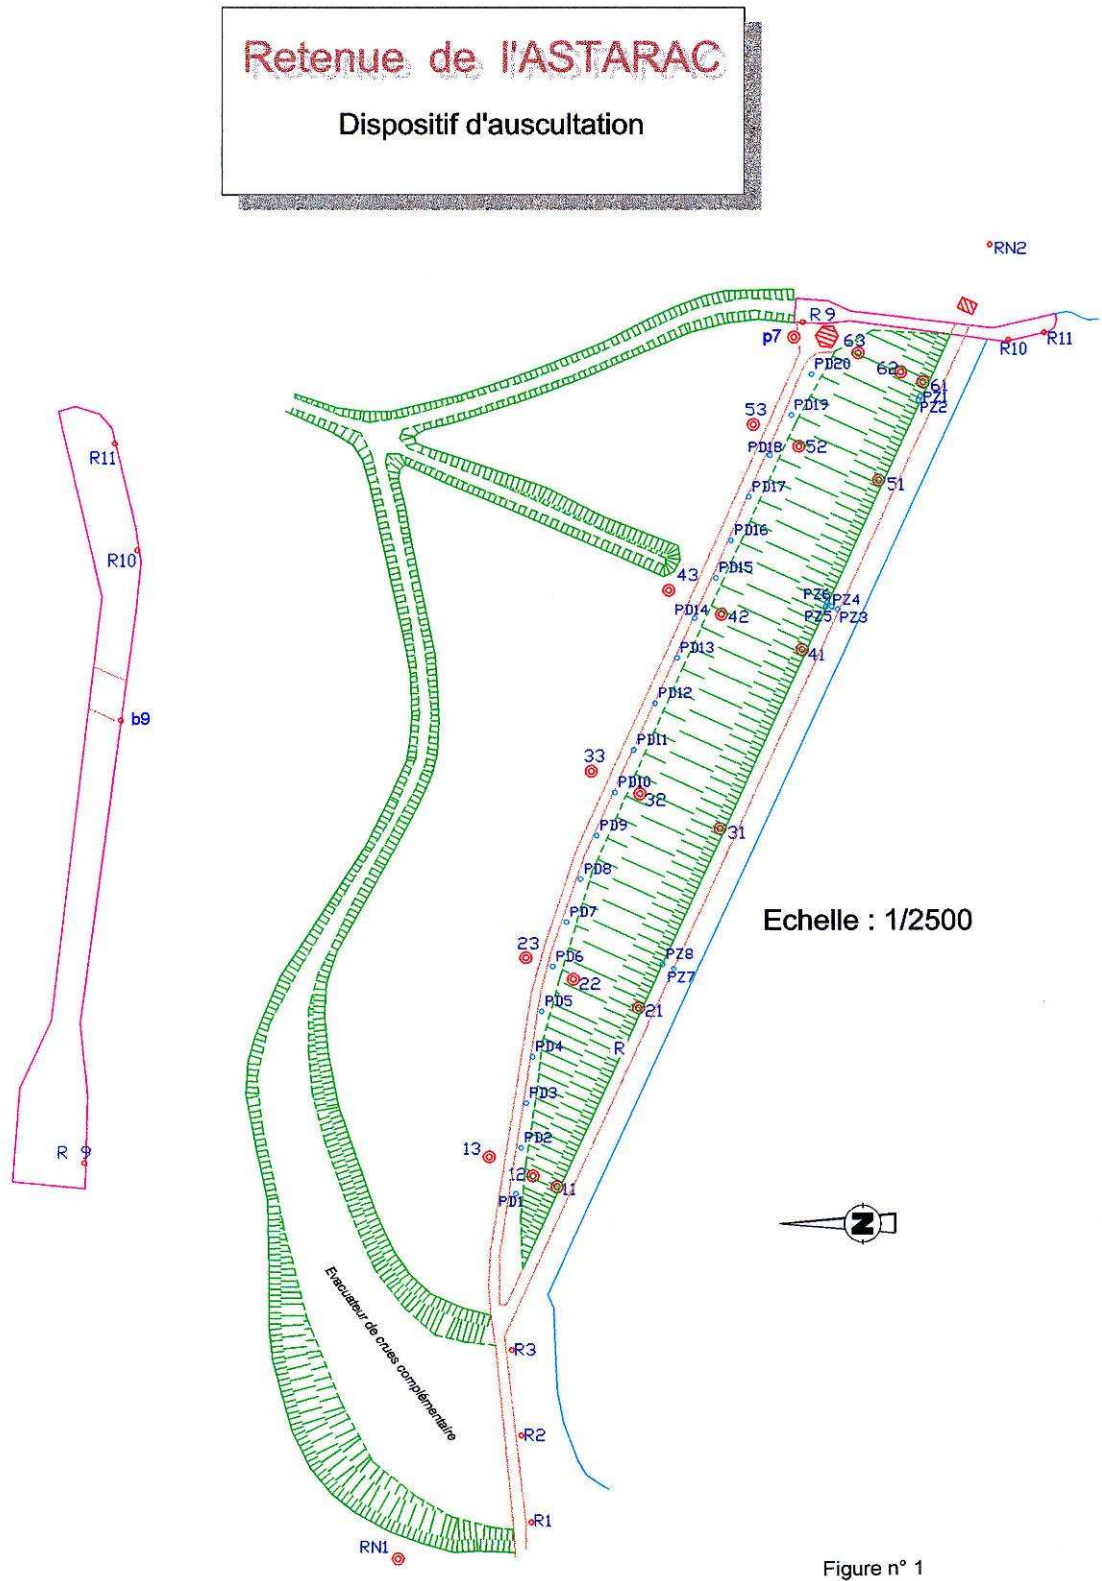 Retenue de l'ASTARAC
Dispositif d'auscultation
RN2
R 9
R11
R10
p7
63
62
61
PD20
PZ1
PZ2
PD19
53
52
PD18
R11
51
PD17
PD16
R10
PD15
43
PZ6
PZ4
PZ5
PZ3
PD14
42
41
PD13
PD12
b9
PD11
33
PD10
32
31
PD9
PD8
Echelle : 1/2500
PD7
23
PD6
PZ8
PZ7
22
PD5
21
R
PD4
PD3
PD2
13
R 9
12
11
PD1
N
Evacuateur de crues complémentaire
R3
R2
R1
RN1
Figure n° 1